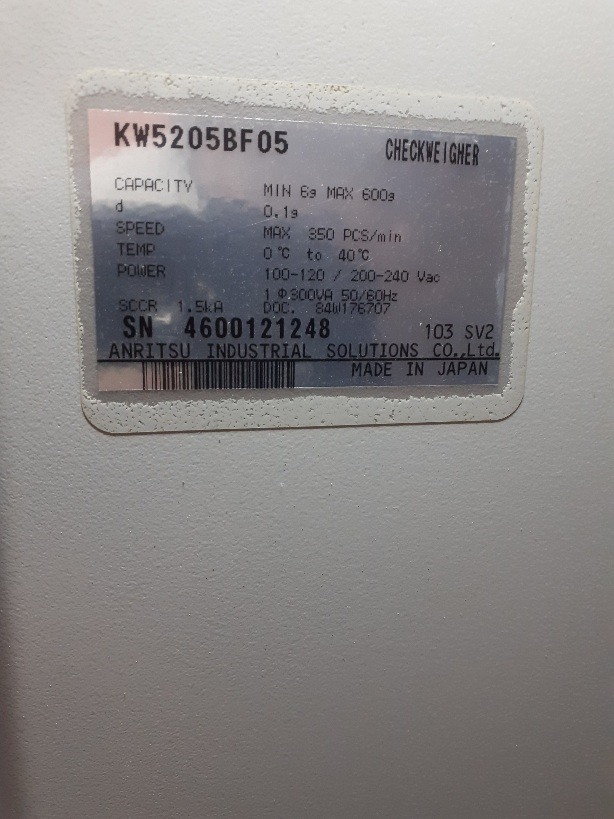 KW5205BF05 CHECKWEIGHER
CAPACITY MIN 6g MAX 600g
d 0.1g
SPEED MAX 350 PCS/min
TEMP 0℃ to 40℃
POWER 100-120 / 200-240 Vac
1 Φ300VA 50/60Hz
SCCR 1.5kA DOC. 84W176707
SN 4600121248 103 SV2
ANRITSU INDUSTRIAL SOLUTIONS CO.,Ltd.
MADE IN JAPAN